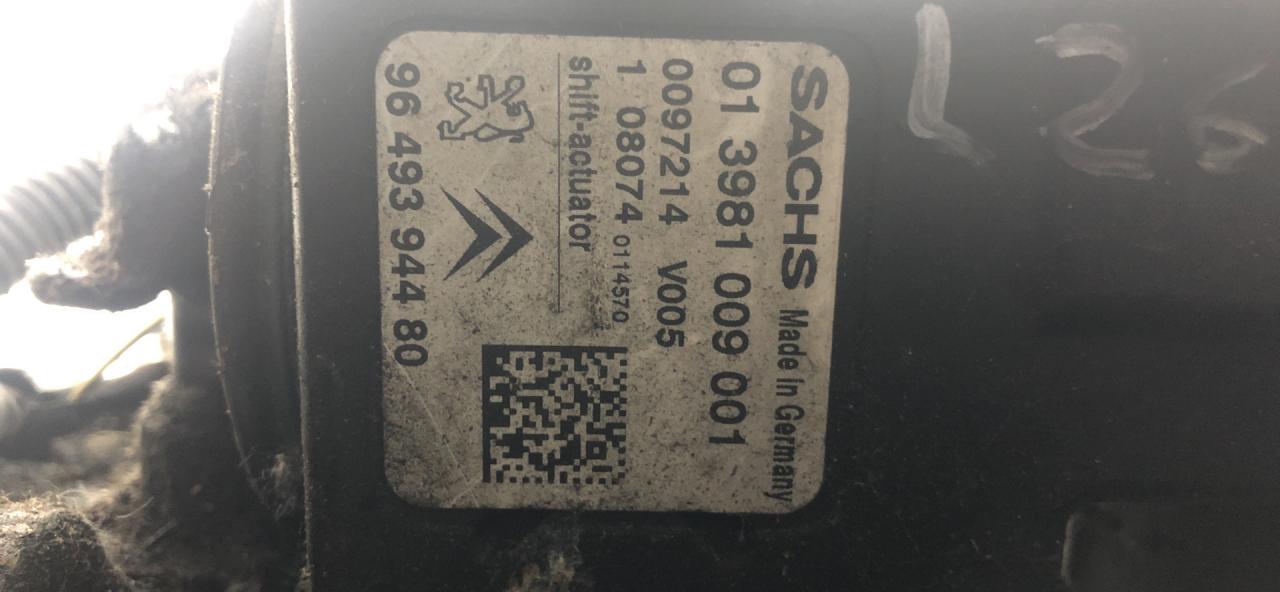 SACHS Made in Germany
01 3981 009 001
0097214 V005
1 08074 0114570
shift-actuator
96 493 944 80
L26